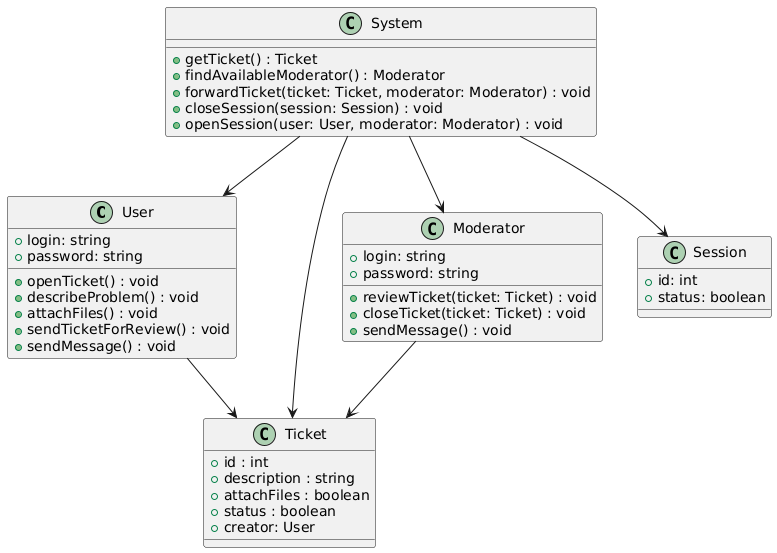 C System
getTicket() : Ticket
findAvailableModerator() : Moderator
forwardTicket(ticket: Ticket, moderator: Moderator) : void
closeSession(session: Session) : void
openSession(user: User, moderator: Moderator) : void
C User
login: string
password: string
openTicket() : void
describeProblem() : void
attachFiles() : void
sendTicketForReview() : void
sendMessage() : void
C Moderator
login: string
password: string
reviewTicket(ticket: Ticket) : void
closeTicket(ticket: Ticket) : void
sendMessage() : void
C Session
id: int
status: boolean
C Ticket
id : int
description : string
attachFiles : boolean
status : boolean
creator: User